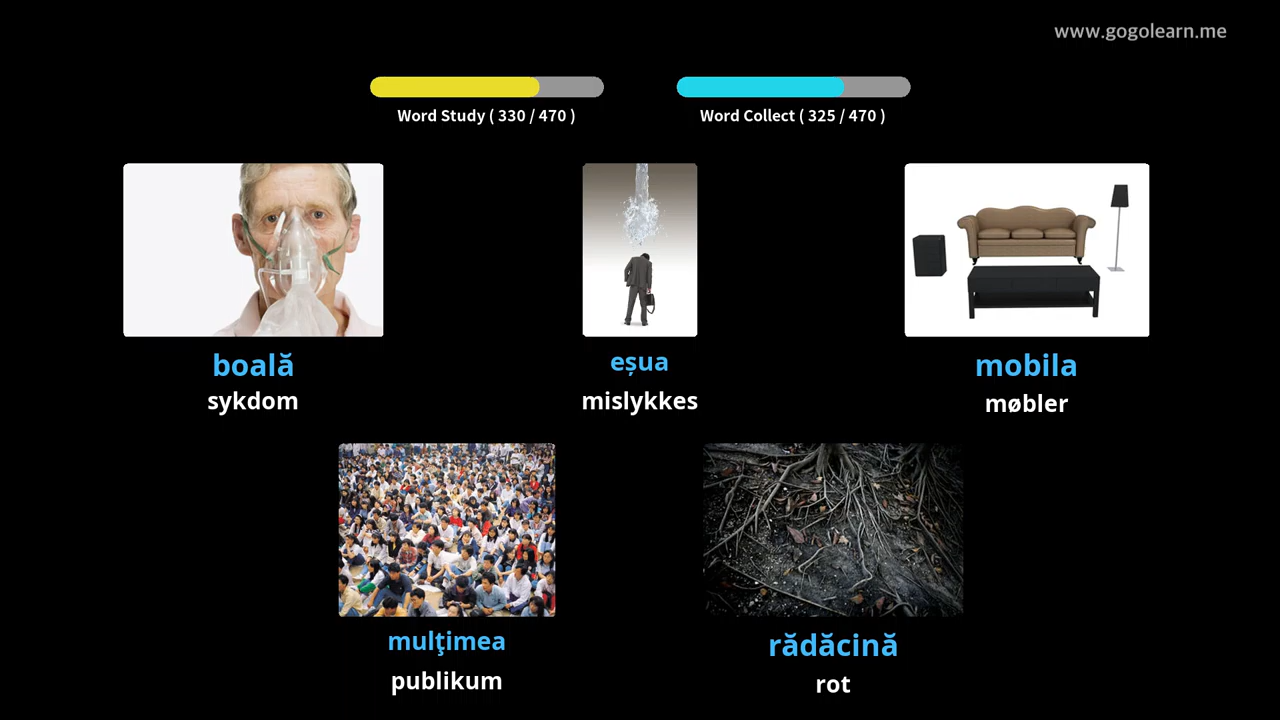 www.gogolearn.me
Word Study ( 330 / 470 )
Word Collect ( 325 / 470 )
boală
eșua
mobila
sykdom
mislykkes
møbler
mulţimea
rădăcină
publikum
rot